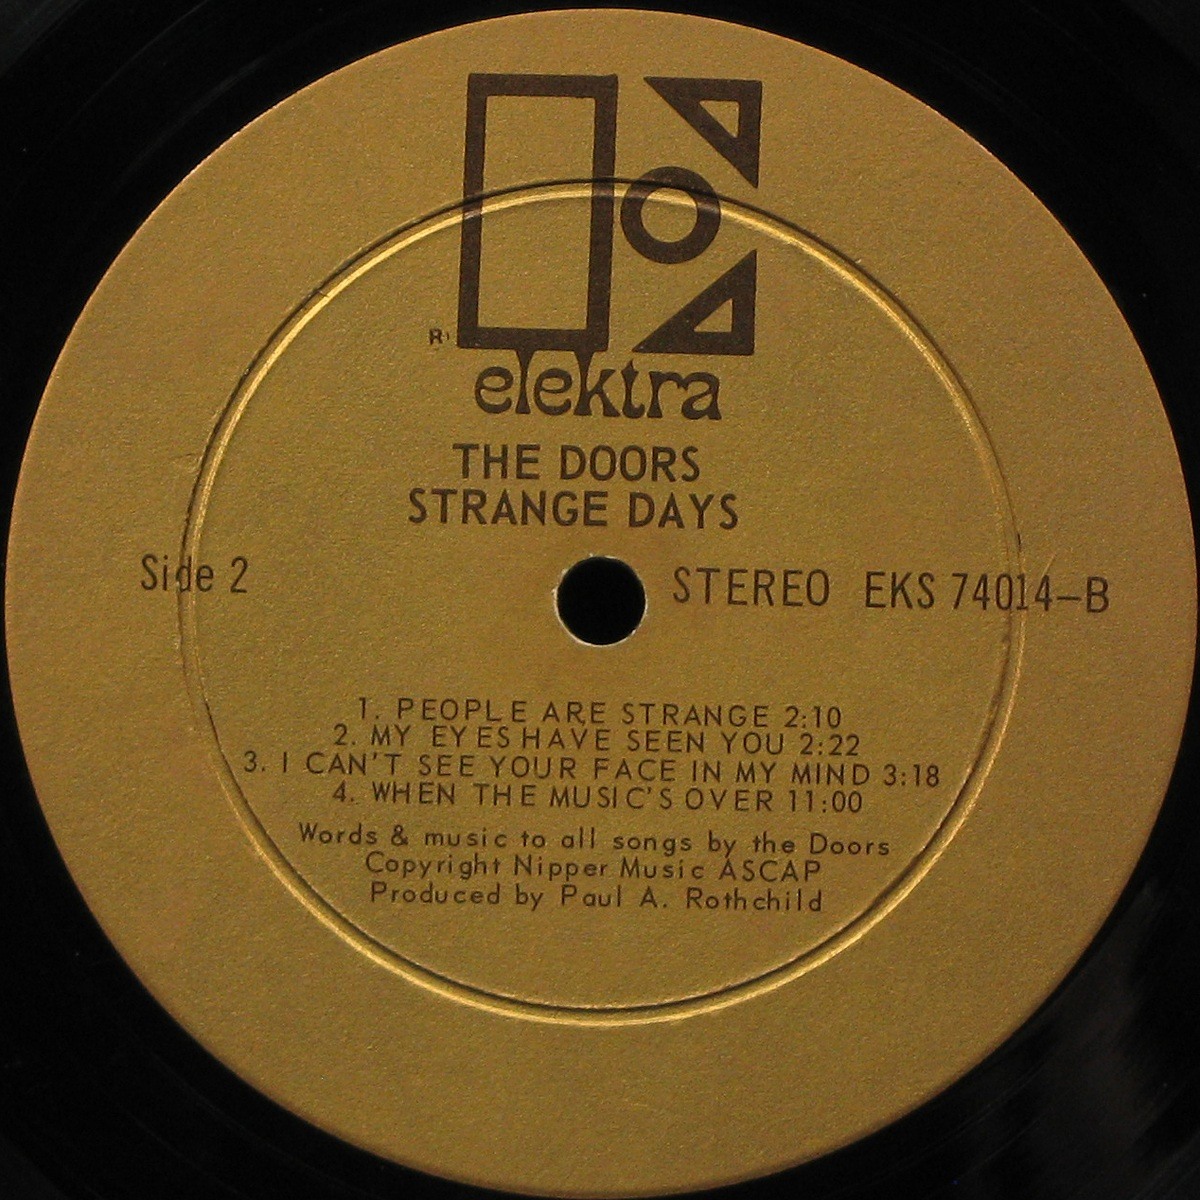 R
elektra
THE DOORS
STRANGE DAYS
Side 2
STEREO EKS 74014-B
1. PEOPLE ARE STRANGE 2:10
2. MY EYES HAVE SEEN YOU 2:22
3. I CAN'T SEE YOUR FACE IN MY MIND 3:18
4. WHEN THE MUSIC'S OVER 11:00
Words & music to all songs by the Doors
Copyright Nipper Music ASCAP
Produced by Paul A. Rothchild